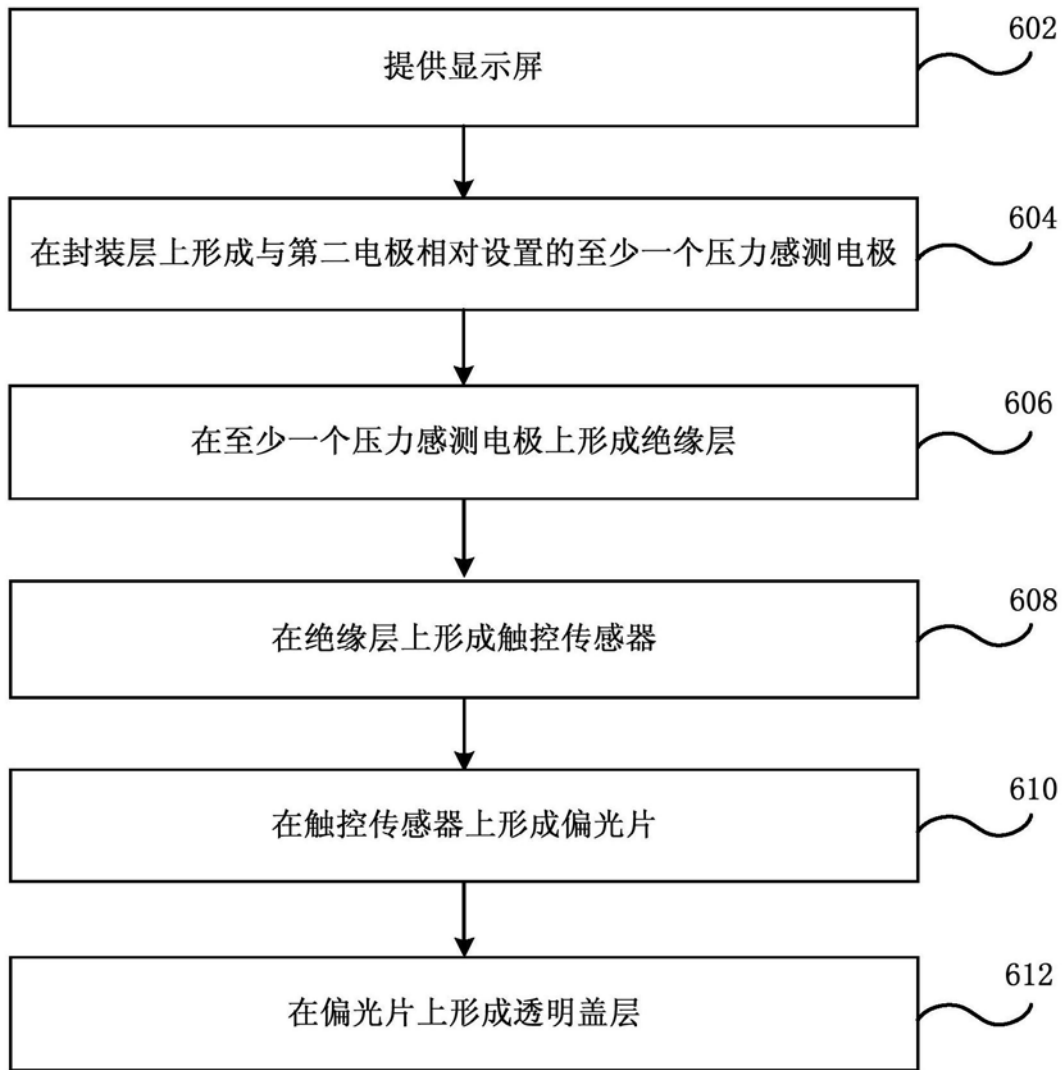 提供显示屏
602
在封装层上形成与第二电极相对设置的至少一个压力感测电极
604
在至少一个压力感测电极上形成绝缘层
606
在绝缘层上形成触控传感器
608
在触控传感器上形成偏光片
610
在偏光片上形成透明盖层
612